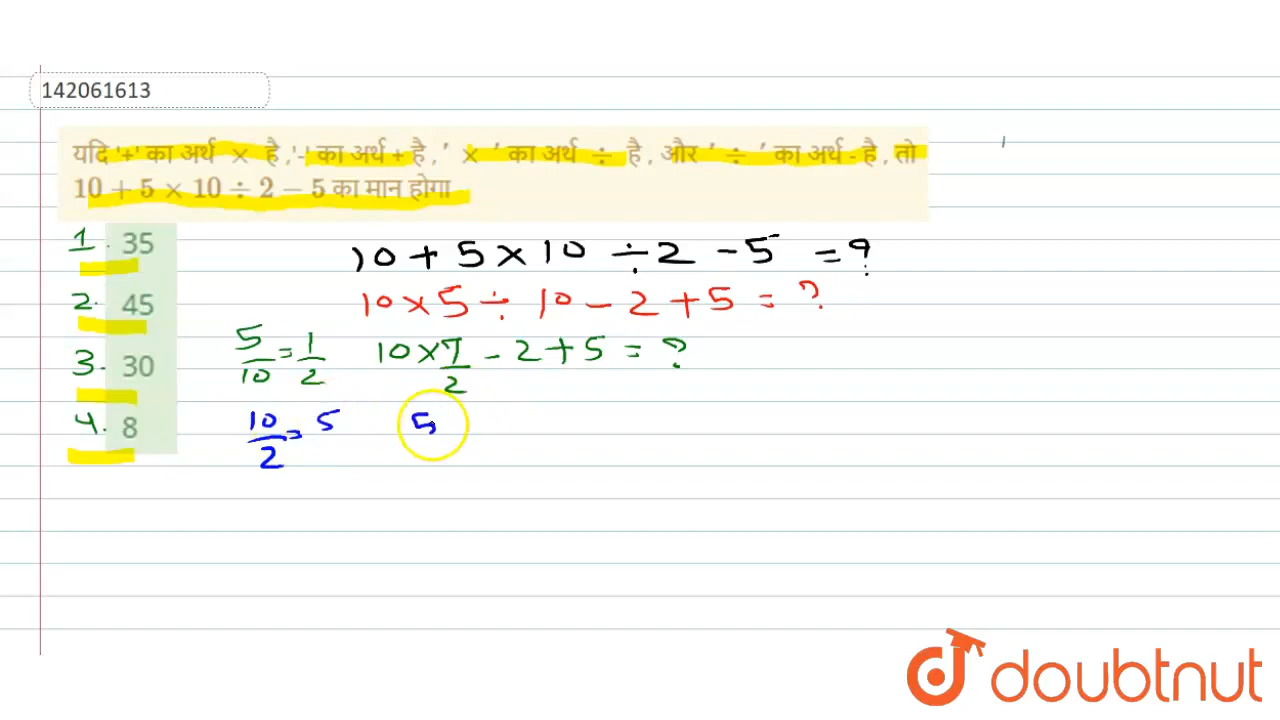 142061613
यदि '+' का अर्थ × है ,'-' का अर्थ + है , ' × ' का अर्थ ÷ है , और ' ÷ ' का अर्थ - है , तो
10 + 5 × 10 ÷ 2 − 5 का मान होगा
1. 35
10 + 5 × 10 ÷ 2 - 5 = ?
2. 45
10 × 5 ÷ 10 - 2 + 5 = ?
3. 30
5/10 = 1/2
10 × 1/2 - 2 + 5 = ?
4. 8
10/2 = 5
5
doubtnut